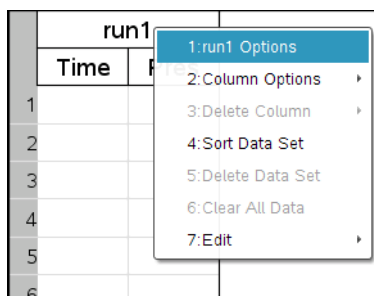 run1
1:run1 Options
Time
2:Column Options
1
3:Delete Column
2
4:Sort Data Set
3
5:Delete Data Set
4
6:Clear All Data
5
7:Edit
6